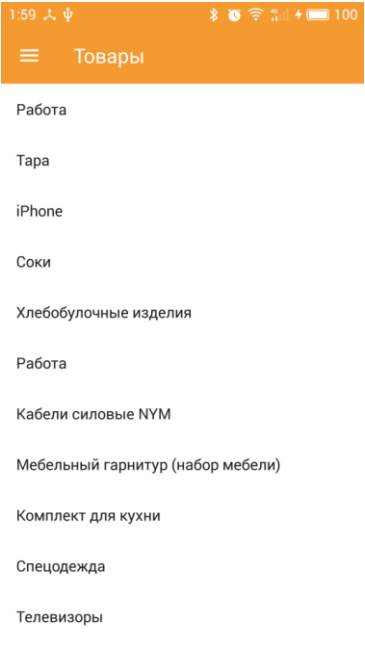 1:59 100
Товары
Работа
Тара
iPhone
Соки
Хлебобулочные изделия
Работа
Кабели силовые NYM
Мебельный гарнитур (набор мебели)
Комплект для кухни
Спецодежда
Телевизоры